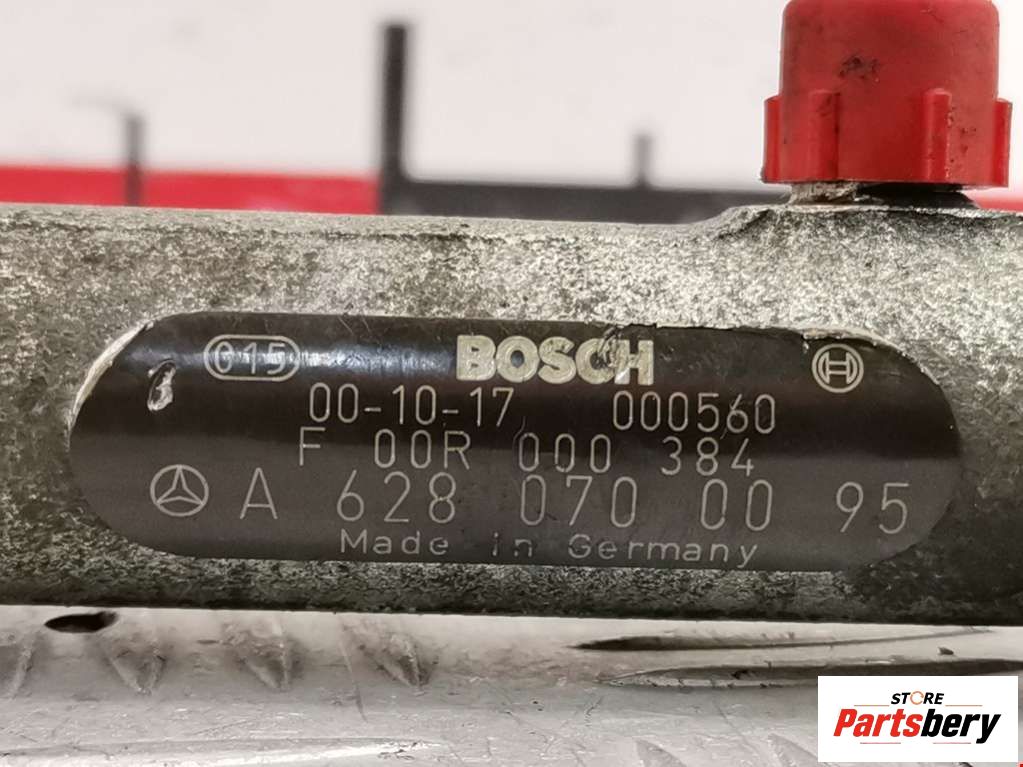 015 BOSCH
00-10-17 000560
F 00R 000 384
A 628 070 00 95
Made in Germany
STORE
Partsbery